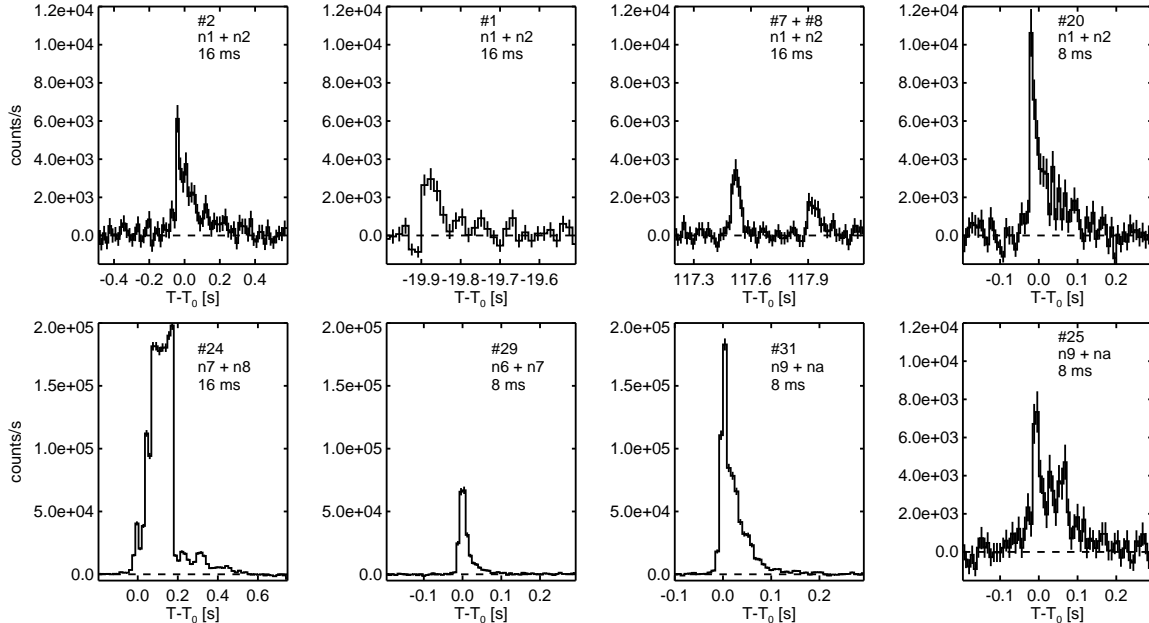 #2
n1 + n2
16 ms
1.2e+04
1.0e+04
8.0e+03
6.0e+03
4.0e+03
2.0e+03
0.0
counts/s
-0.4 -0.2 0.0 0.2 0.4
T-T0 [s]
#1
n1 + n2
16 ms
1.2e+04
1.0e+04
8.0e+03
6.0e+03
4.0e+03
2.0e+03
0.0
-19.9-19.8-19.7-19.6
T-T0 [s]
#7 + #8
n1 + n2
16 ms
1.2e+04
1.0e+04
8.0e+03
6.0e+03
4.0e+03
2.0e+03
0.0
117.3 117.6 117.9
T-T0 [s]
#20
n1 + n2
8 ms
1.2e+04
1.0e+04
8.0e+03
6.0e+03
4.0e+03
2.0e+03
0.0
-0.1 0.0 0.1 0.2
T-T0 [s]
#24
n7 + n8
16 ms
2.0e+05
1.5e+05
1.0e+05
5.0e+04
0.0
counts/s
0.0 0.2 0.4 0.6
T-T0 [s]
#29
n6 + n7
8 ms
2.0e+05
1.5e+05
1.0e+05
5.0e+04
0.0
-0.1 0.0 0.1 0.2
T-T0 [s]
#31
n9 + na
8 ms
2.0e+05
1.5e+05
1.0e+05
5.0e+04
0.0
-0.1 0.0 0.1 0.2
T-T0 [s]
#25
n9 + na
8 ms
1.2e+04
1.0e+04
8.0e+03
6.0e+03
4.0e+03
2.0e+03
0.0
-0.1 0.0 0.1 0.2
T-T0 [s]